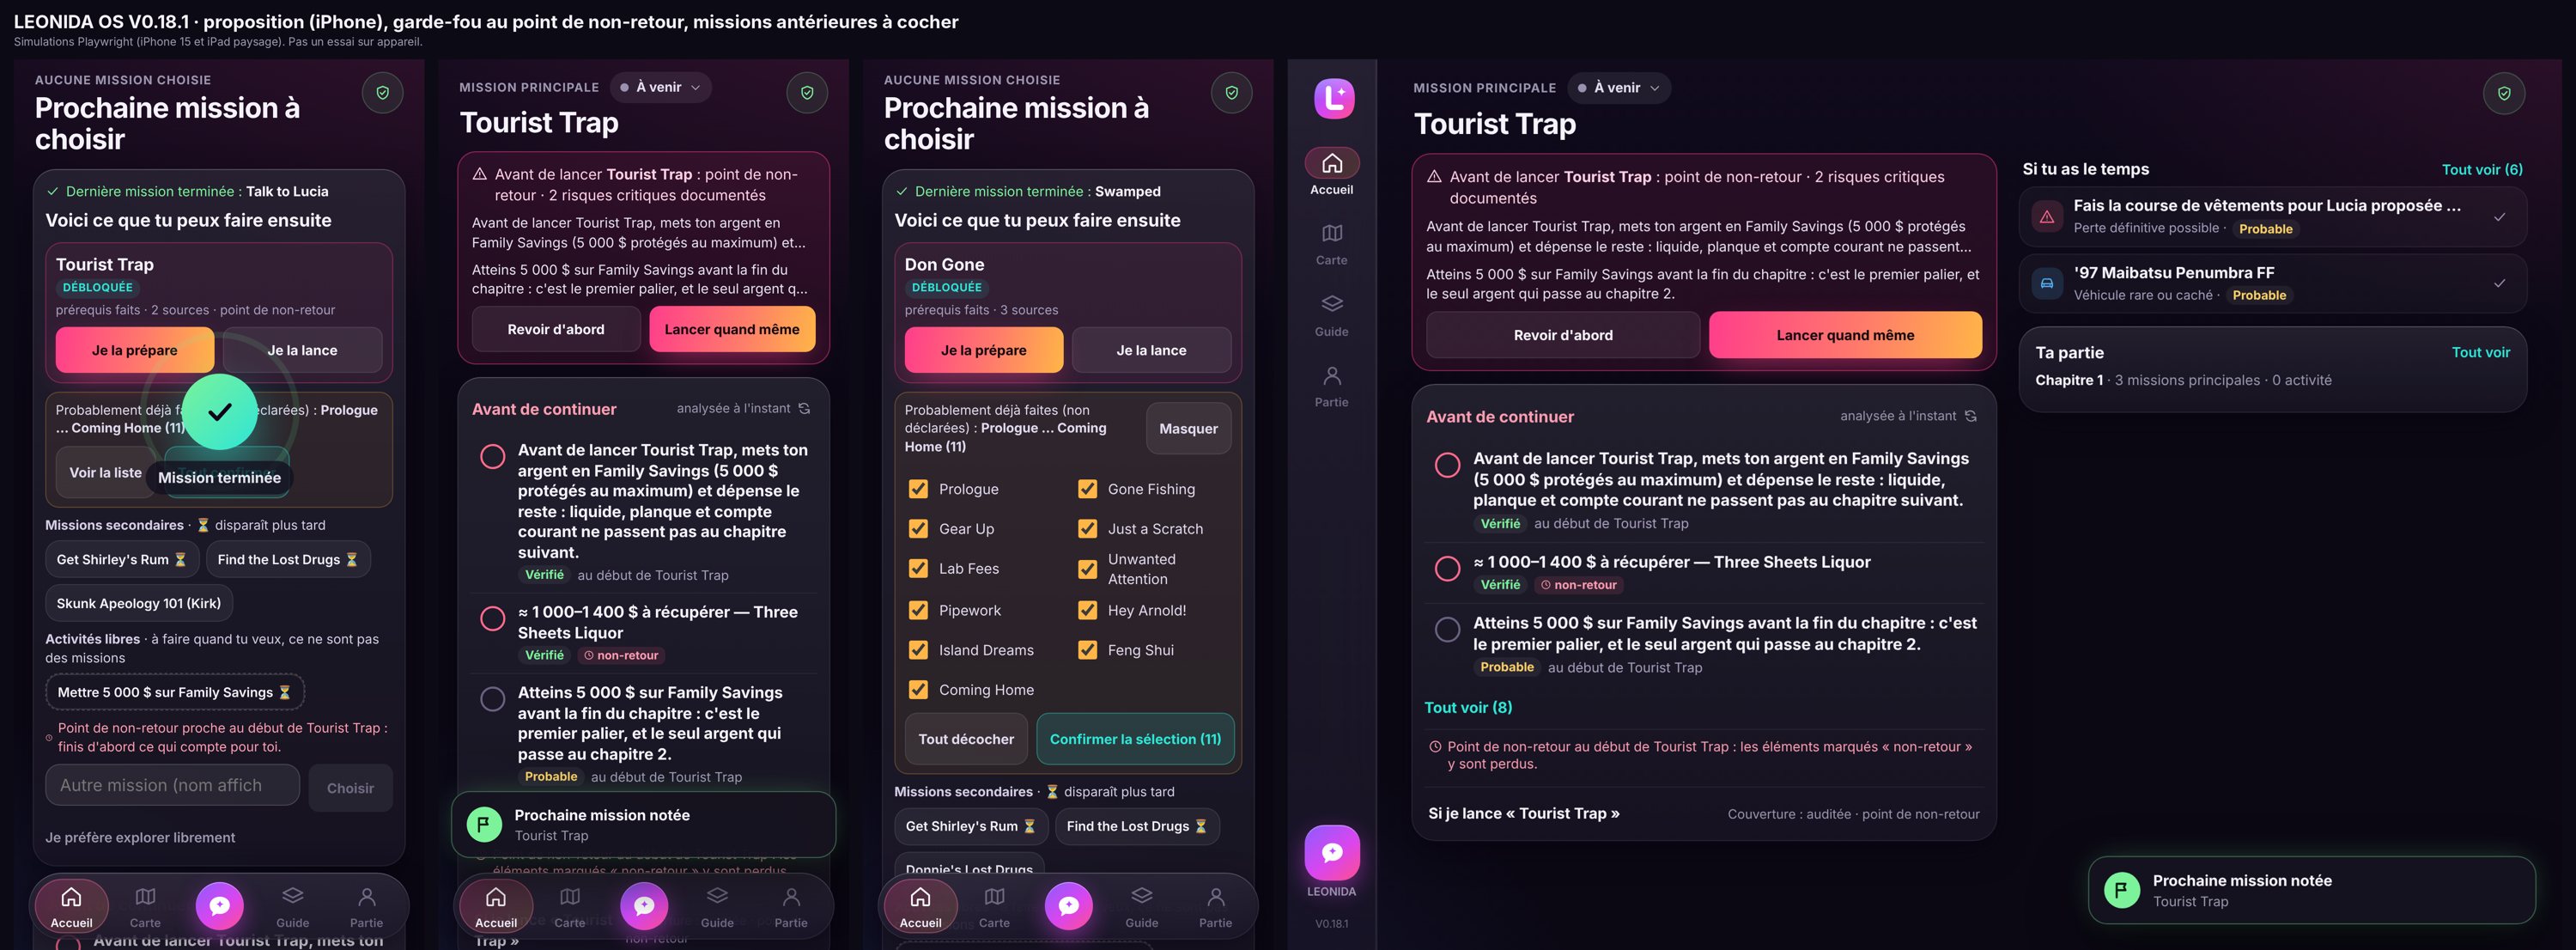 LEONIDA OS V0.18.1 · proposition (iPhone), garde-fou au point de non-retour, missions antérieures à cocher
Simulations Playwright (iPhone 15 et iPad paysage). Pas un essai sur appareil.
AUCUNE MISSION CHOISIE
Prochaine mission à
choisir
Dernière mission terminée : Talk to Lucia
Voici ce que tu peux faire ensuite
Tourist Trap
DÉBLOQUÉE
prérequis faits · 2 sources · point de non-retour
Je la prépare
Je la lance
Probablement déjà
éclarées) : Prologue
... Coming Home (11)
Voir la liste
Mission terminée
Missions secondaires · ⏳ disparaît plus tard
Get Shirley's Rum ⏳
Find the Lost Drugs ⏳
Skunk Apeology 101 (Kirk)
Activités libres · à faire quand tu veux, ce ne sont pas
des missions
Mettre 5 000 $ sur Family Savings ⏳
Point de non-retour proche au début de Tourist Trap :
finis d'abord ce qui compte pour toi.
Autre mission (nom affich
Choisir
Je préfère explorer librement
Accueil
Carte
Guide
Partie
Avant de lancer Tourist Trap, mets ton
MISSION PRINCIPALE
À venir
Tourist Trap
Avant de lancer Tourist Trap : point de non-
retour · 2 risques critiques documentés
Avant de lancer Tourist Trap, mets ton argent en
Family Savings (5 000 $ protégés au maximum) et...
Atteins 5 000 $ sur Family Savings avant la fin du
chapitre : c'est le premier palier, et le seul argent q...
Revoir d'abord
Lancer quand même
Avant de continuer
analysée à l'instant
Avant de lancer Tourist Trap, mets ton
argent en Family Savings (5 000 $
protégés au maximum) et dépense le
reste : liquide, planque et compte
courant ne passent pas au chapitre
suivant.
Vérifié au début de Tourist Trap
≈ 1 000–1 400 $ à récupérer — Three
Sheets Liquor
Vérifié non-retour
Atteins 5 000 $ sur Family Savings
avant la fin du chapitre : c'est le
premier palier, et le seul argent qui
passe au chapitre 2.
Probable au début de Tourist Trap
Prochaine mission notée
Tourist Trap
éléments marqués « non-retour » y sont perdus.
Accueil
Carte
Guide
Partie
Trap »
non-retour
AUCUNE MISSION CHOISIE
Prochaine mission à
choisir
Dernière mission terminée : Swamped
Voici ce que tu peux faire ensuite
Don Gone
DÉBLOQUÉE
prérequis faits · 3 sources
Je la prépare
Je la lance
Probablement déjà faites (non
déclarées) : Prologue ... Coming
Home (11)
Masquer
Prologue
Gone Fishing
Gear Up
Just a Scratch
Lab Fees
Unwanted
Attention
Pipework
Hey Arnold!
Island Dreams
Feng Shui
Coming Home
Tout décocher
Confirmer la sélection (11)
Missions secondaires · ⏳ disparaît plus tard
Get Shirley's Rum ⏳
Find the Lost Drugs ⏳
Donnie's Lost Drugs
Accueil
Carte
Guide
Partie
L
Accueil
Carte
Guide
Partie
LEONIDA
V0.18.1
MISSION PRINCIPALE
À venir
Tourist Trap
Avant de lancer Tourist Trap : point de non-retour · 2 risques critiques
documentés
Avant de lancer Tourist Trap, mets ton argent en Family Savings (5 000 $ protégés
au maximum) et dépense le reste : liquide, planque et compte courant ne passent...
Atteins 5 000 $ sur Family Savings avant la fin du chapitre : c'est le premier palier, et
le seul argent qui passe au chapitre 2.
Revoir d'abord
Lancer quand même
Avant de continuer
analysée à l'instant
Avant de lancer Tourist Trap, mets ton argent en Family Savings
(5 000 $ protégés au maximum) et dépense le reste : liquide,
planque et compte courant ne passent pas au chapitre suivant.
Vérifié au début de Tourist Trap
≈ 1 000–1 400 $ à récupérer — Three Sheets Liquor
Vérifié non-retour
Atteins 5 000 $ sur Family Savings avant la fin du chapitre : c'est
le premier palier, et le seul argent qui passe au chapitre 2.
Probable au début de Tourist Trap
Tout voir (8)
Point de non-retour au début de Tourist Trap : les éléments marqués « non-retour »
y sont perdus.
Si je lance « Tourist Trap »
Couverture : auditée · point de non-retour
Si tu as le temps
Tout voir (6)
Fais la course de vêtements pour Lucia proposée ...
Perte définitive possible · Probable
'97 Maibatsu Penumbra FF
Véhicule rare ou caché · Probable
Ta partie
Tout voir
Chapitre 1 · 3 missions principales · 0 activité
Prochaine mission notée
Tourist Trap